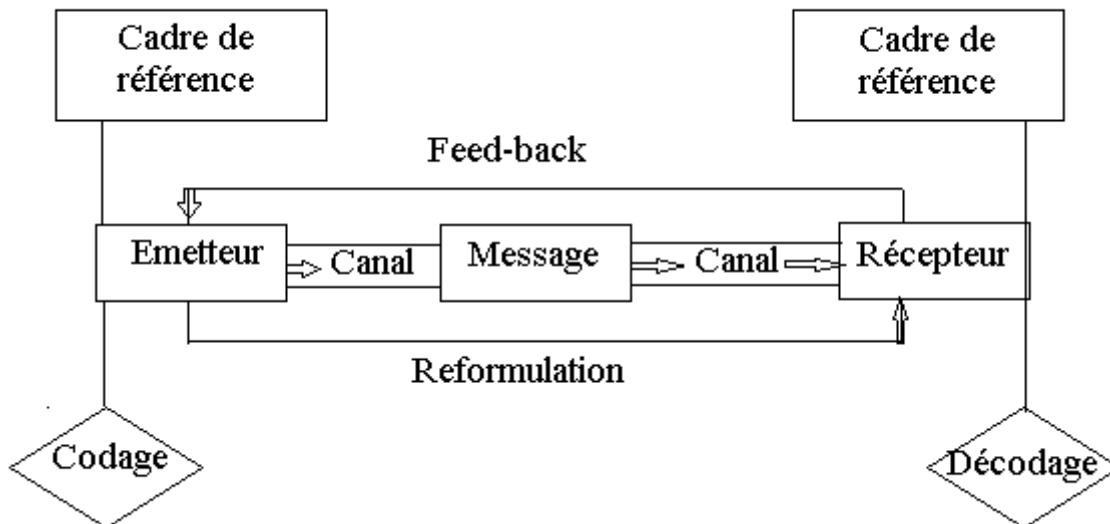 Cadre de
référence
Cadre de
référence
Feed-back
Emetteur
Canal
Message
Canal
Récepteur
Reformulation
Codage
Décodage